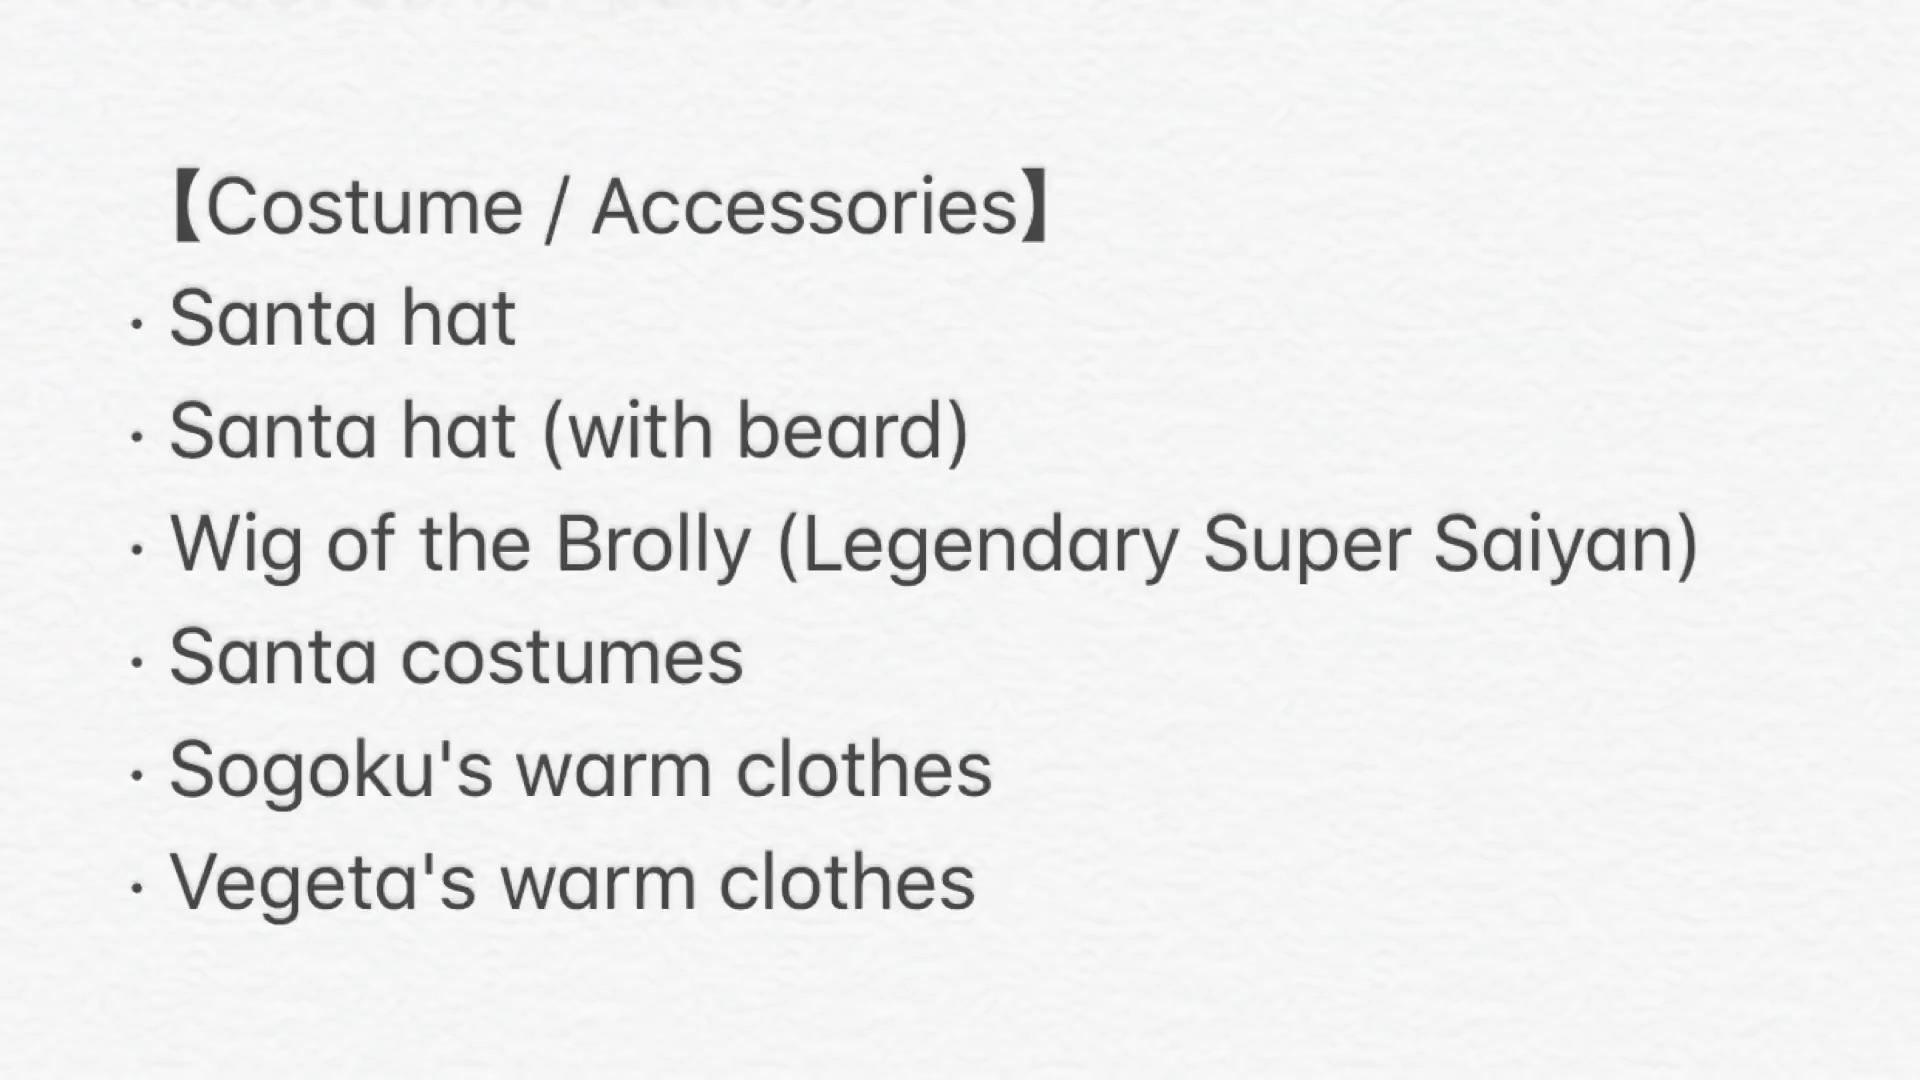 【Costume / Accessories】
· Santa hat
· Santa hat (with beard)
· Wig of the Brolly (Legendary Super Saiyan)
· Santa costumes
· Sogoku's warm clothes
· Vegeta's warm clothes